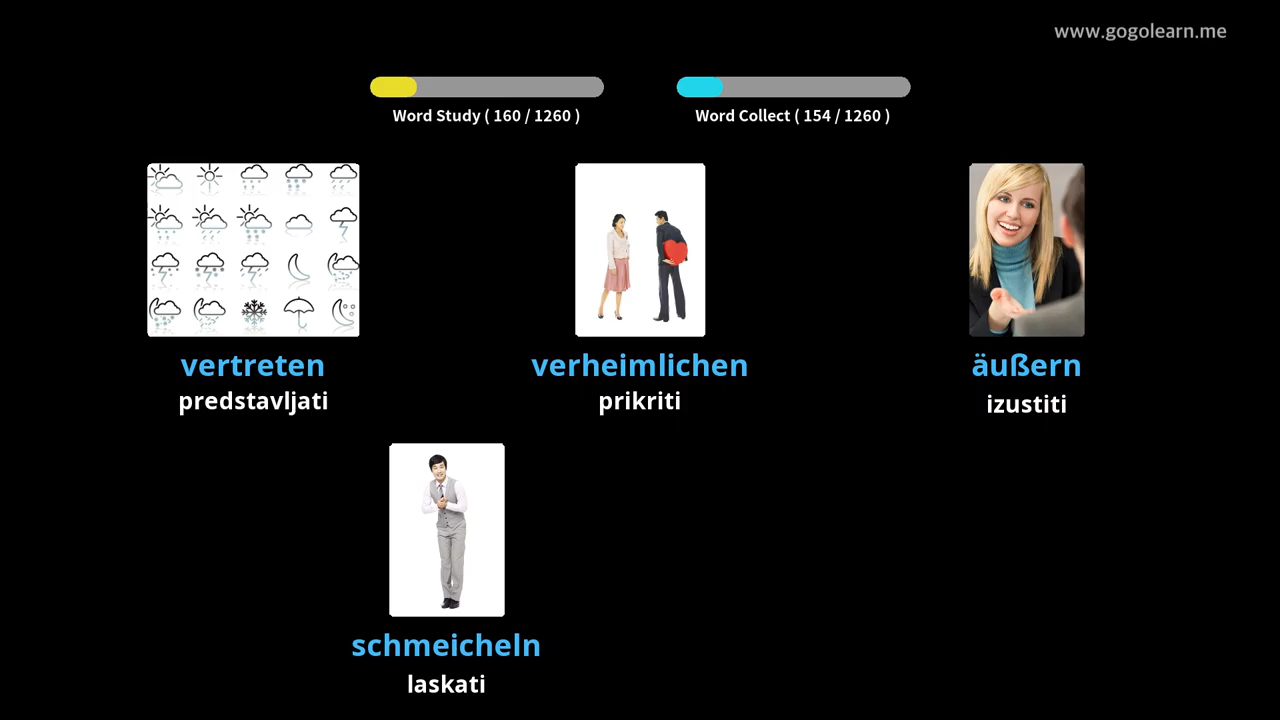 www.gogolearn.me
Word Study ( 160 / 1260 )
Word Collect ( 154 / 1260 )
vertreten
predstavljati
verheimlichen
prikriti
äußern
izustiti
schmeicheln
laskati